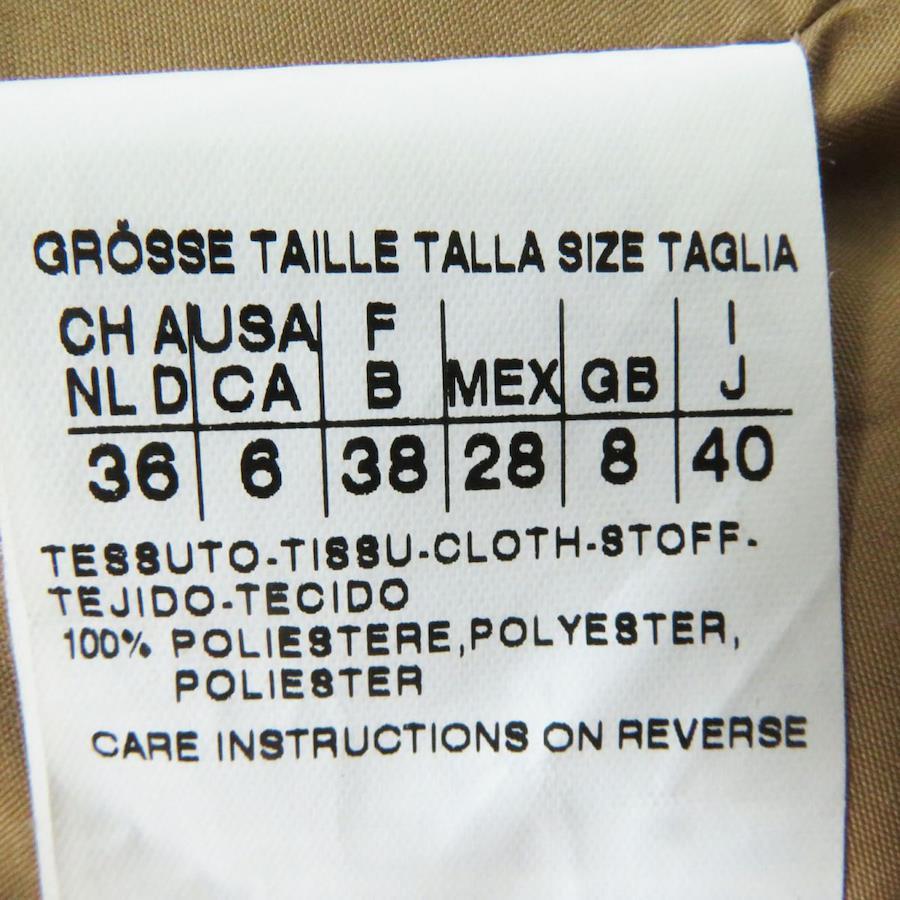 GRÖSSE TAILLE TALLA SIZE TAGLIA
CH A USA F I
NL D CA B MEX GB J
36 6 38 28 8 40
TESSUTO-TISSU-CLOTH-STOFF-
TEJIDO-TECIDO
100% POLIESTERE,POLYESTER,
POLIESTER
CARE INSTRUCTIONS ON REVERSE